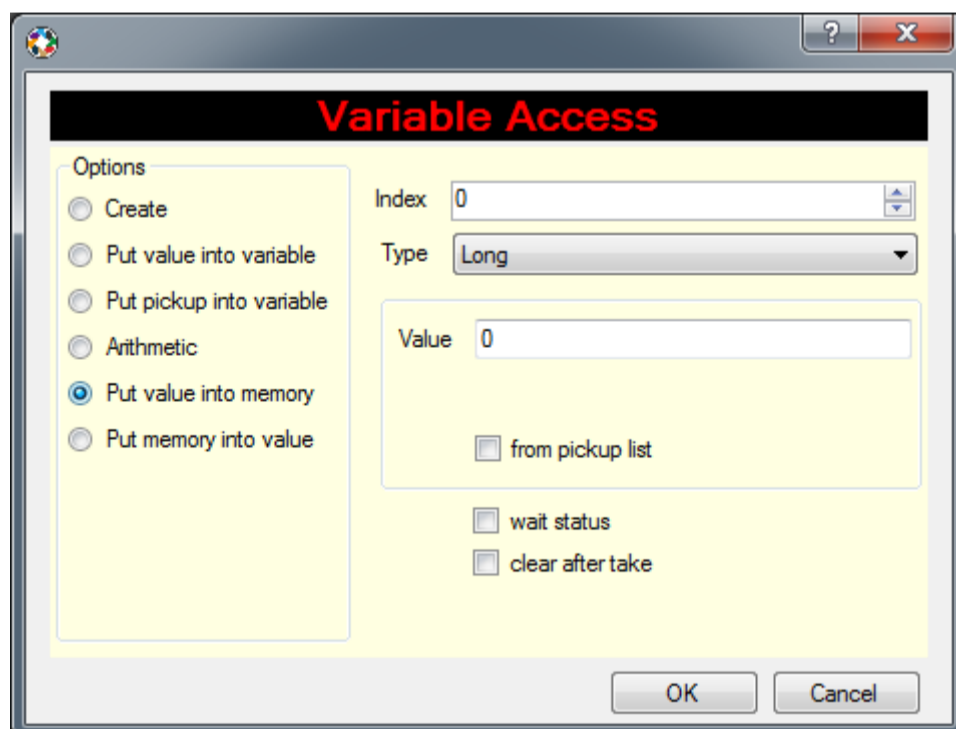 ?
X
Variable Access
Options
Create
Put value into variable
Put pickup into variable
Arithmetic
Put value into memory
Put memory into value
Index 0
Type Long
Value 0
from pickup list
wait status
clear after take
OK Cancel